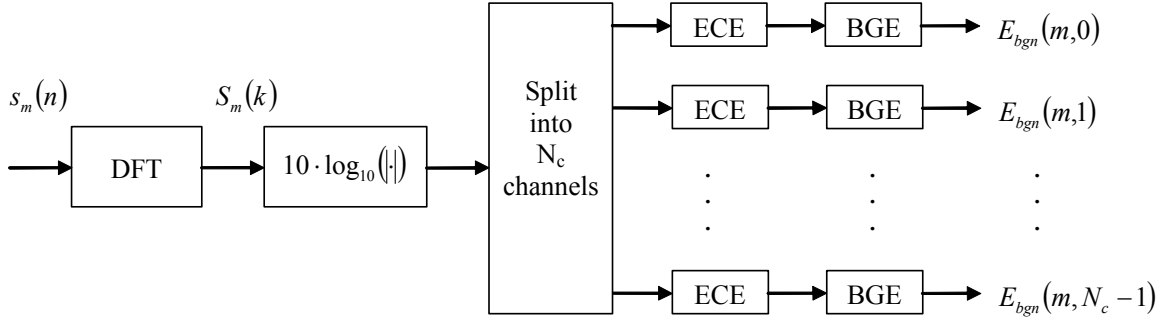 s_m(n)
S_m(k)
DFT
10 · log₁₀(|·|)
Split
into
N_c
channels
ECE
BGE
E_bgn(m,0)
ECE
BGE
E_bgn(m,1)
ECE
BGE
E_bgn(m, N_c − 1)